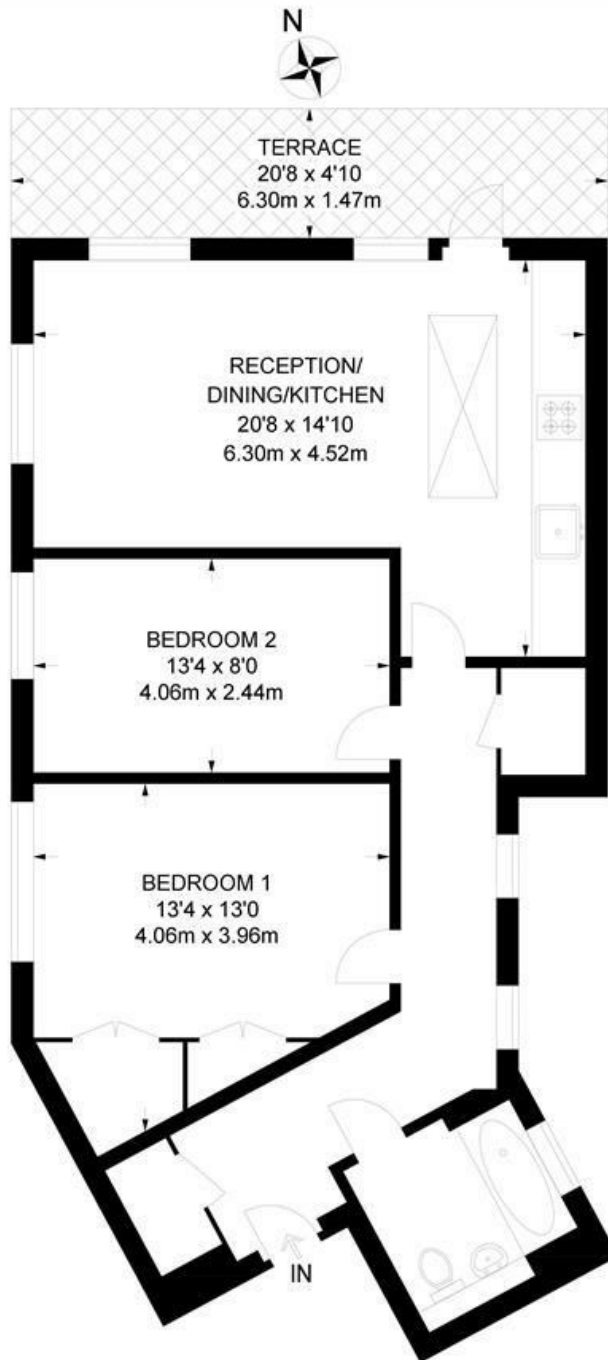 N
TERRACE
20'8 x 4'10
6.30m x 1.47m
RECEPTION/
DINING/KITCHEN
20'8 x 14'10
6.30m x 4.52m
BEDROOM 2
13'4 x 8'0
4.06m x 2.44m
BEDROOM 1
13'4 x 13'0
4.06m x 3.96m
IN